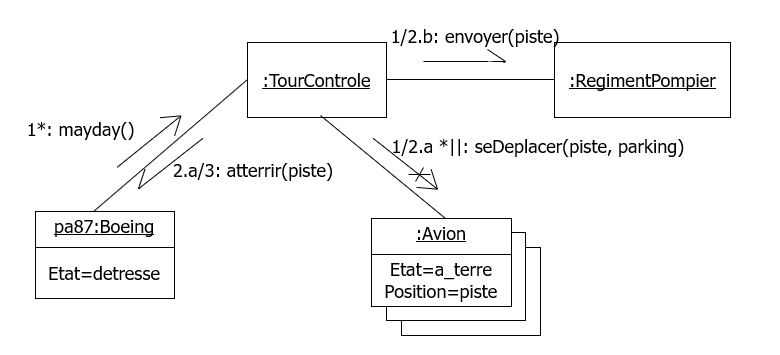 1/2.b: envoyer(piste)
:TourControle
:RegimentPompier
1*: mayday()
1/2.a *||: seDeplacer(piste, parking)
2.a/3: atterrir(piste)
pa87:Boeing
:Avion
Etat=detresse
Etat=a_terre
Position=piste